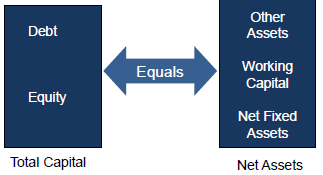 Debt
Equity
Total Capital
Equals
Other
Assets
Working
Capital
Net Fixed
Assets
Net Assets